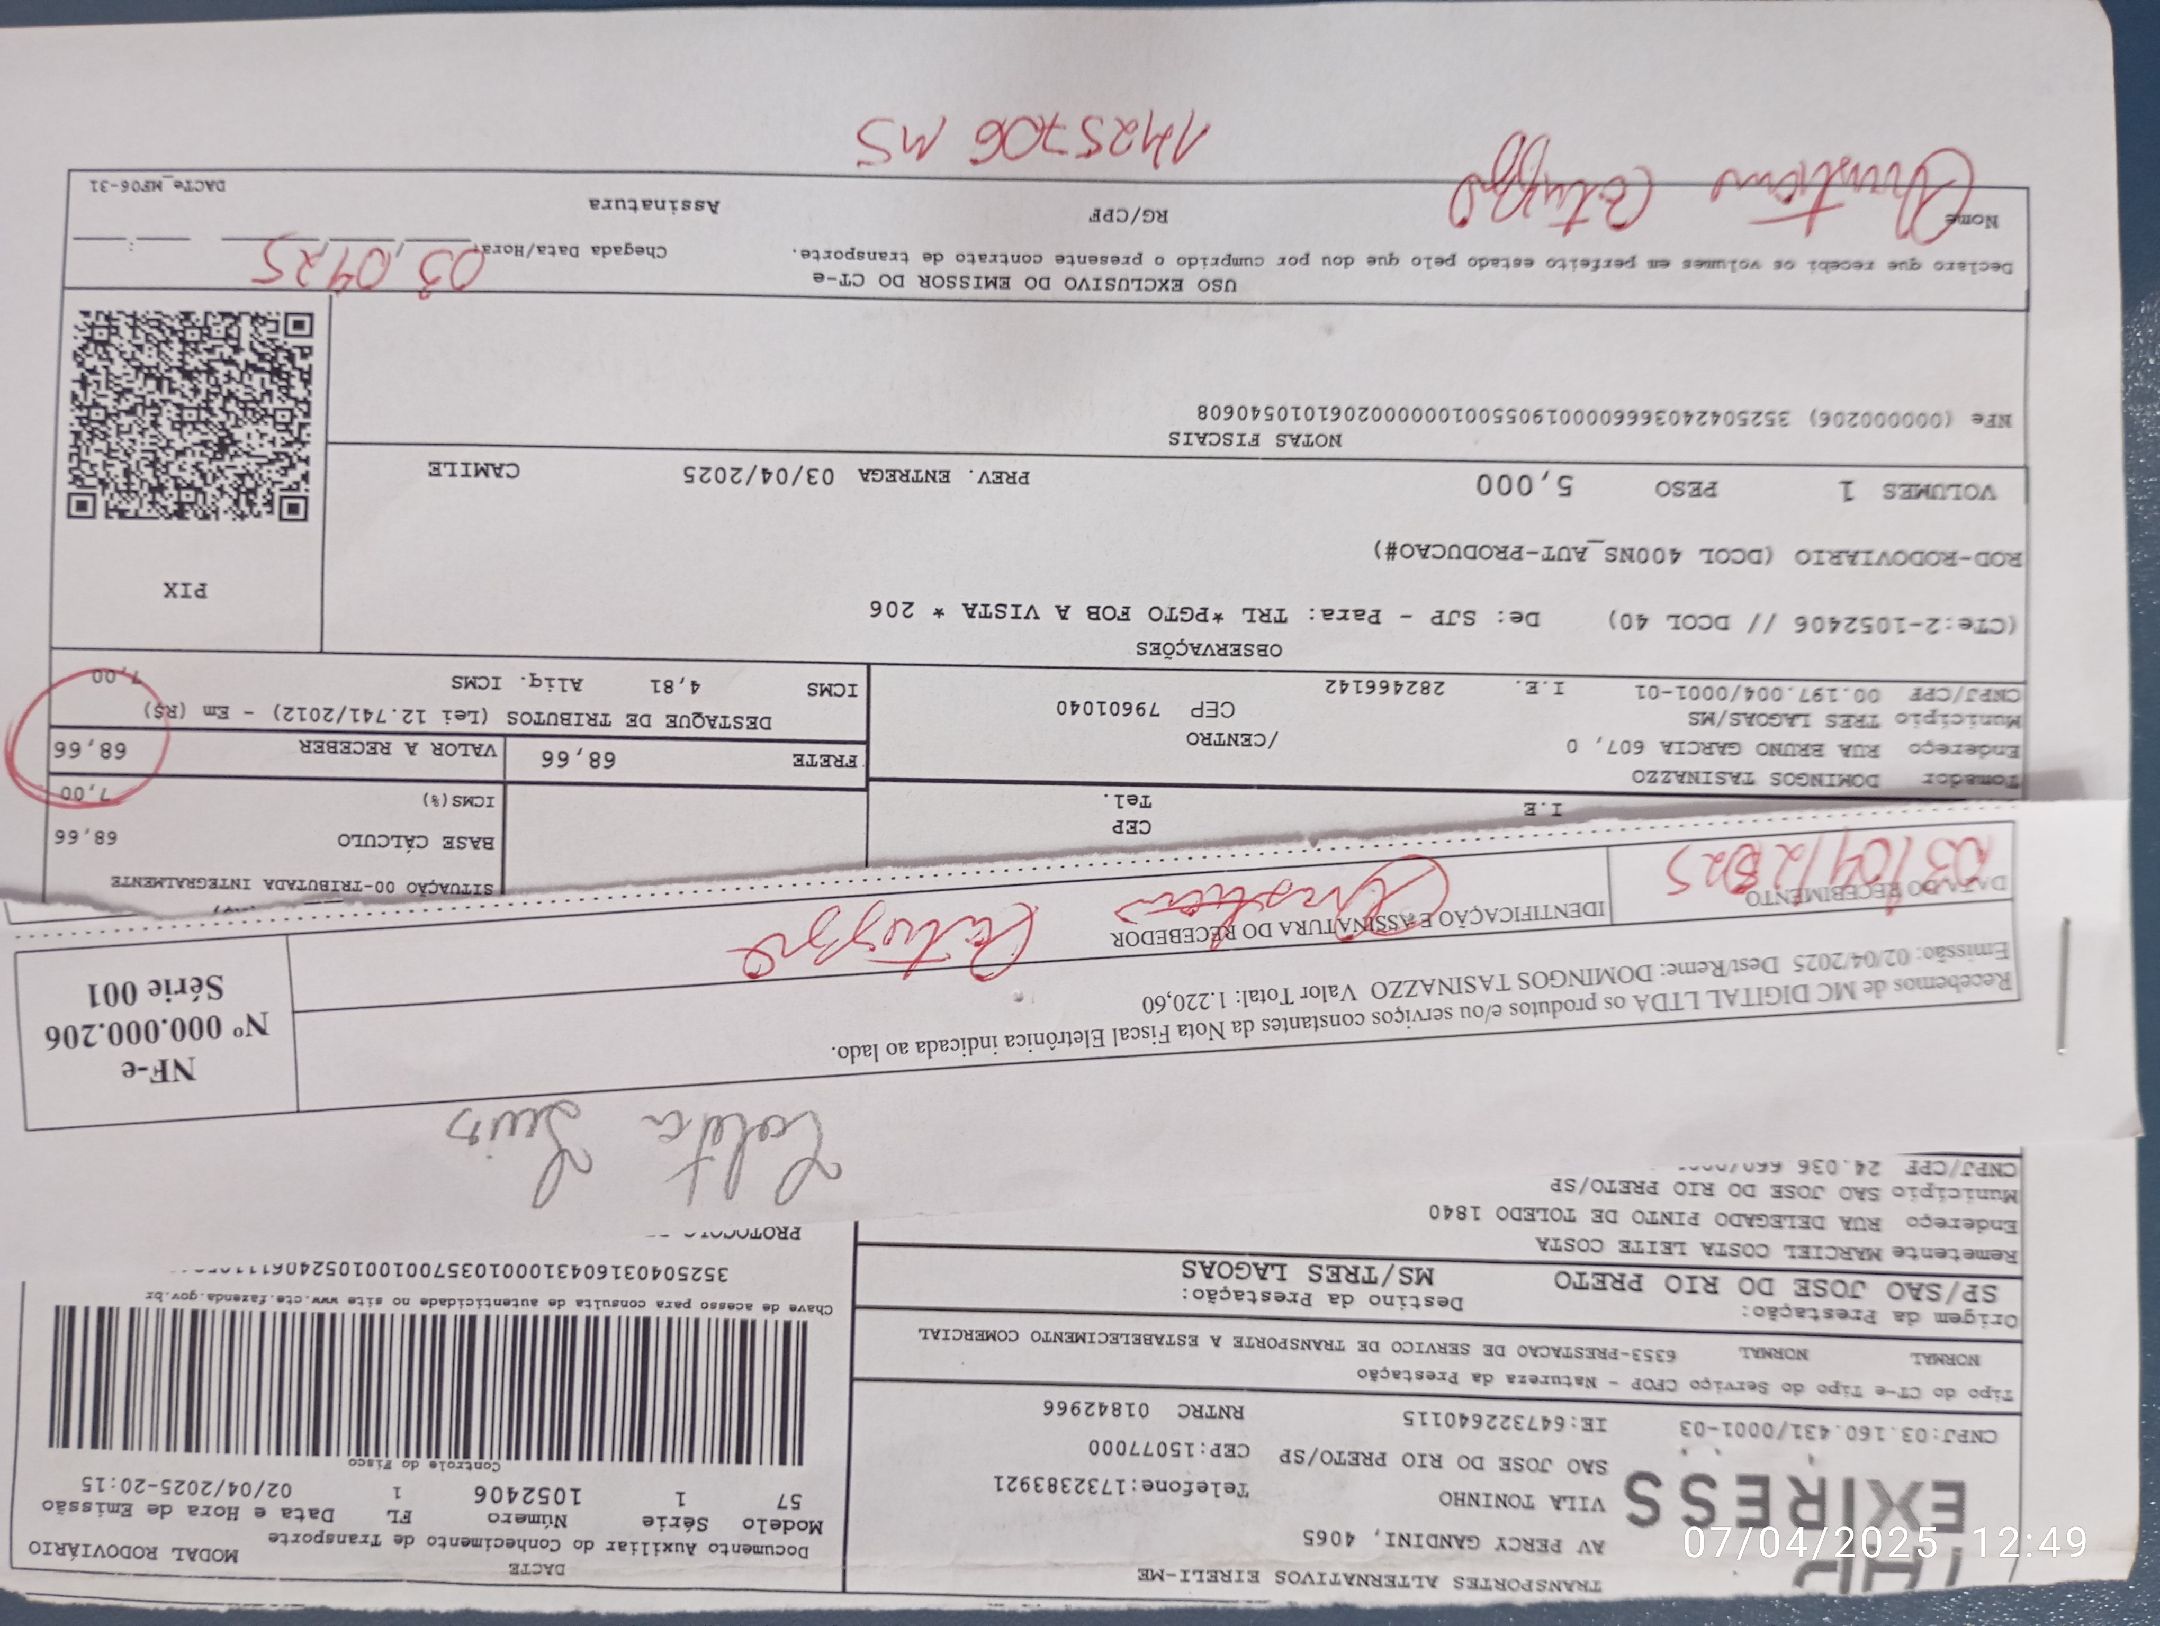 TRANSPORTES ALTERNATIVOS EIRELI-ME
EXPRESS
AV PERCY GANDINI, 4065
VILA TONINHO Telefone:1732383921
SAO JOSE DO RIO PRETO/SP CEP:15077000
CNPJ:03.160.431/0001-03 IE:647322640115 RNTRC 01842966
DACTE
Documento Auxiliar do Conhecimento de Transporte
MODAL RODOVIÁRIO
Modelo Série Número FL Data e Hora de Emissão
57 1 1052406 1 02/04/2025-20:15
Controle do Fisco
Chave de acesso para consulta de autenticidade no site www.cte.fazenda.gov.br
Tipo do CT-e Tipo do Serviço CFOP - Natureza da Prestação
NORMAL NORMAL 6353-PRESTACAO DE SERVICO DE TRANSPORTE A ESTABELECIMENTO COMERCIAL
Origem da Prestação: Destino da Prestação:
SP/SAO JOSE DO RIO PRETO MS/TRES LAGOAS
Remetente MARCIEL COSTA LEITE COSTA
Endereço RUA DELEGADO PINTO DE TOLEDO 1840
Município SAO JOSE DO RIO PRETO/SP
CNPJ/CPF 24.036
Recebemos de MC DIGITAL LTDA os produtos e/ou serviços constantes da Nota Fiscal Eletrônica indicada ao lado.
Emissão: 02/04/2025 Dest/Reme: DOMINGOS TASINAZZO Valor Total: 1.220,60
DATA DO RECEBIMENTO
03/04/2025
IDENTIFICAÇÃO E ASSINATURA DO RECEBEDOR
NF-e
Nº 000.000.206
Série 001
SITUAÇÃO 00-TRIBUTADA INTEGRALMENTE
BASE CÁLCULO 68,66
ICMS(%) 7,00
I.E
CEP
Tel.
Tomador DOMINGOS TASINAZZO
Endereço RUA BRUNO GARCIA 607, 0 /CENTRO
Município TRES LAGOAS/MS CEP 79601040
CNPJ/CPF 00.197.004/0001-01 I.E. 282466142
FRETE 68,66 VALOR A RECEBER 68,66
DESTAQUE DE TRIBUTOS (Lei 12.741/2012) - Em (R$)
ICMS 4,81 Aliq. ICMS 7,00
OBSERVAÇÕES
(CTe:2-1052406 // DCOL 40) De: SJP - Para: TRL *PGTO FOB A VISTA * 206
ROD-RODOVIARIO (DCOL 400NS_AUT-PRODUCAO#)
PIX
VOLUMES 1 PESO 5,000 PREV. ENTREGA 03/04/2025 CAMILE
NOTAS FISCAIS
NFe (000000206) 35250424036660000190550010000002061010540608
USO EXCLUSIVO DO EMISSOR DO CT-e
Declaro que recebi os volumes em perfeito estado pelo que dou por cumprido o presente contrato de transporte.
Chegada Data/Hora: 03,04,25
Nome RG/CPF Assinatura
DACTe_MF06-31
1425706 MS
07/04/2025 12:49